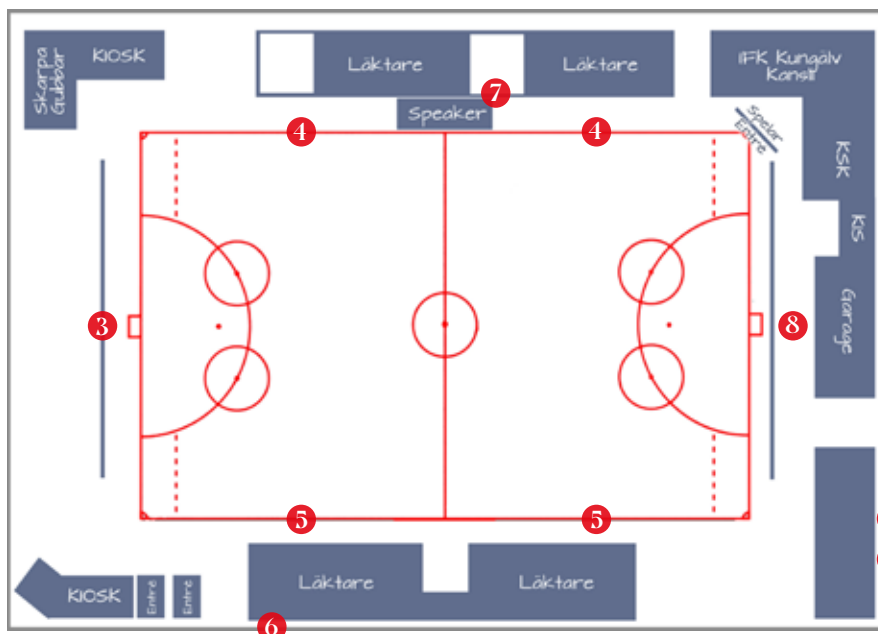 KIOSK
Skarpa
Gubbar
Läktare
Läktare
IFK Kungälv
Kansli
7
Speaker
4
4
Spelar
Entre
KSK
KIS
3
8
Garage
5
5
Läktare
Läktare
KIOSK
Entre
Entre
6